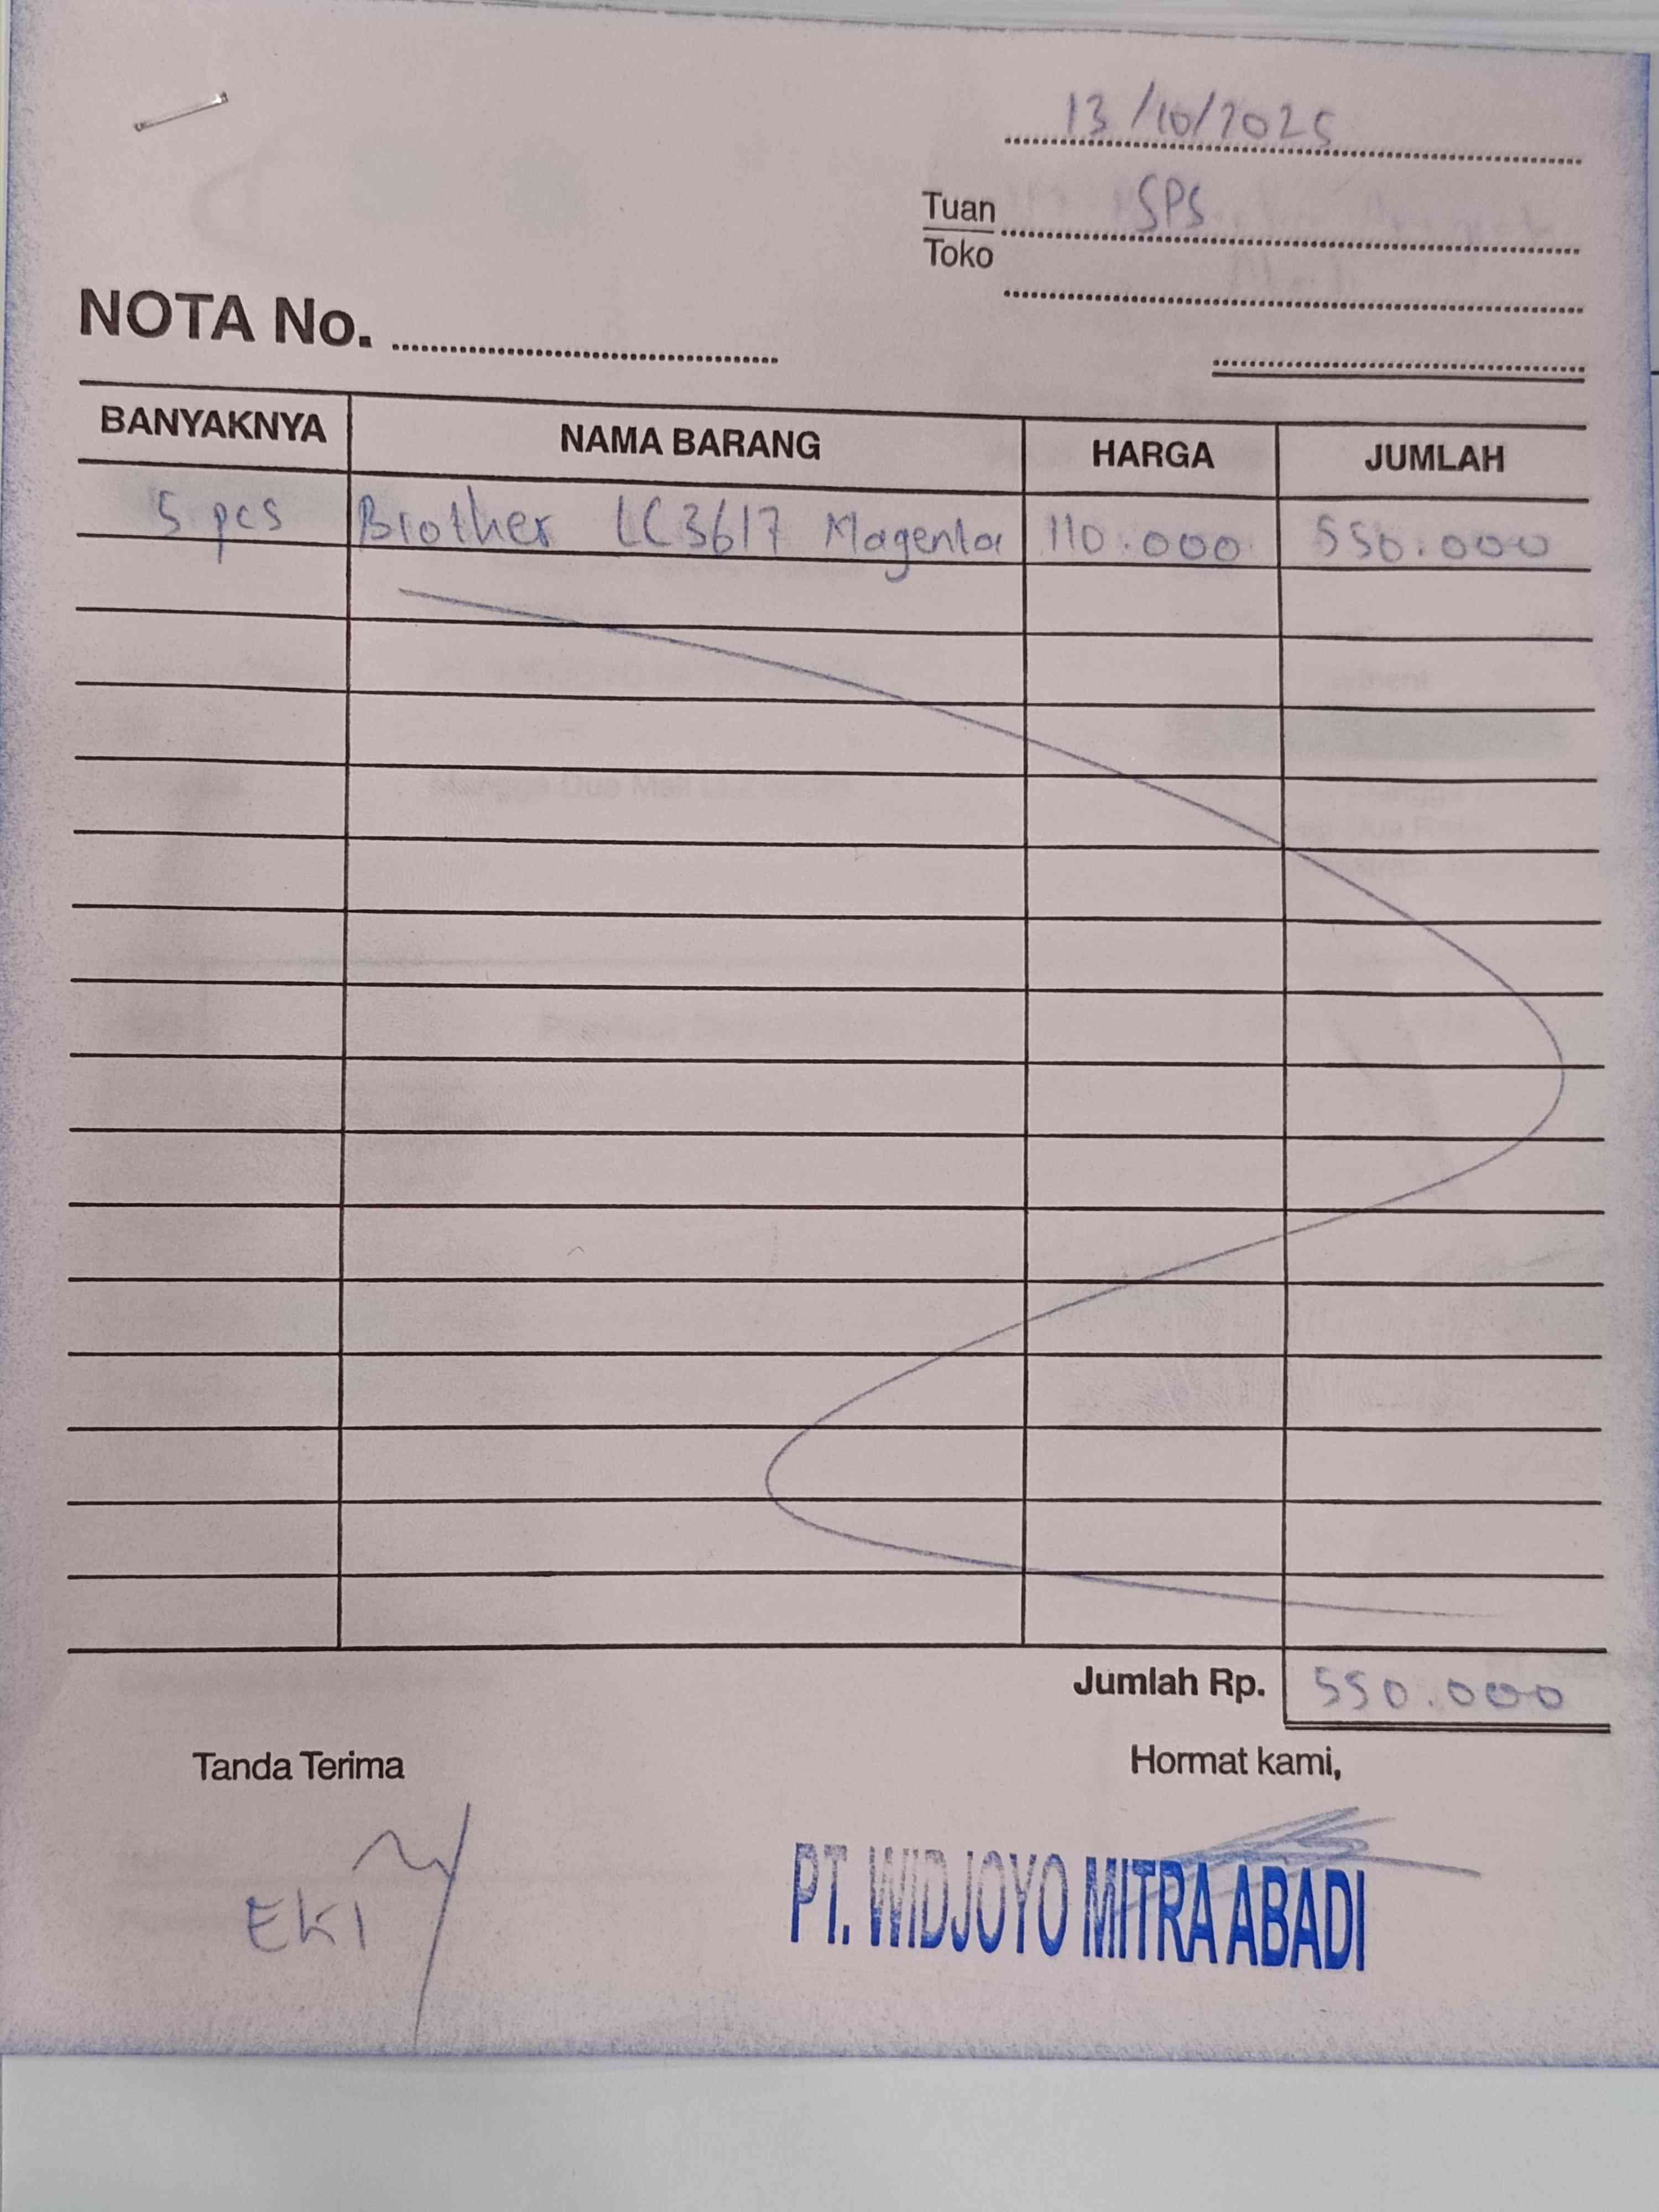 13/10/2025
Tuan SPS
Toko
NOTA No.
BANYAKNYA NAMA BARANG HARGA JUMLAH
5 pcs Brother LC3617 Magenta 110.000 550.000
Jumlah Rp. 550.000
Tanda Terima Hormat kami,
EKI PT. WIDJOYO MITRA ABADI